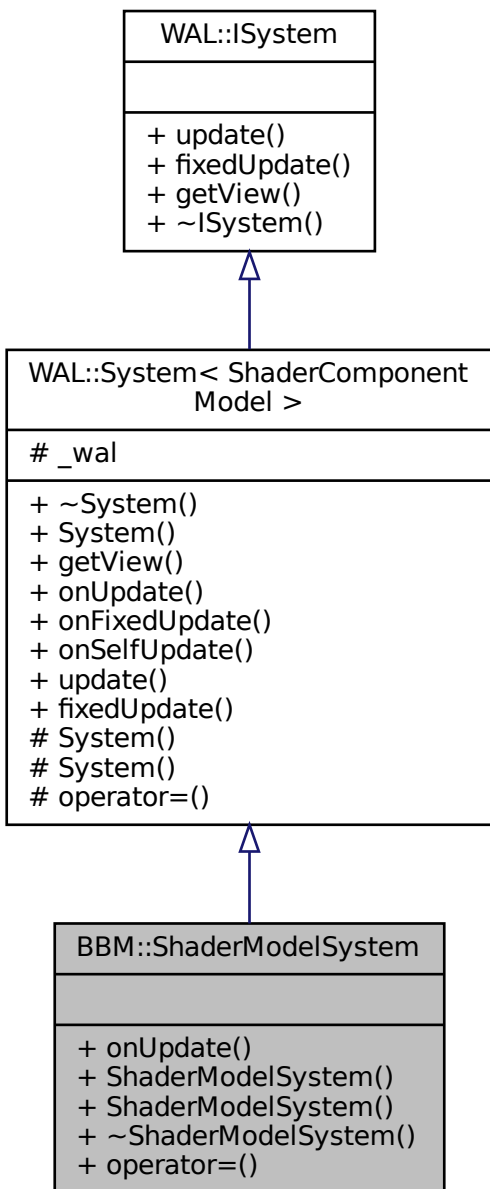 WAL::ISystem
+ update()
+ fixedUpdate()
+ getView()
+ ~ISystem()
WAL::System< ShaderComponent
Model >
# _wal
+ ~System()
+ System()
+ getView()
+ onUpdate()
+ onFixedUpdate()
+ onSelfUpdate()
+ update()
+ fixedUpdate()
# System()
# System()
# operator=()
BBM::ShaderModelSystem
+ onUpdate()
+ ShaderModelSystem()
+ ShaderModelSystem()
+ ~ShaderModelSystem()
+ operator=()